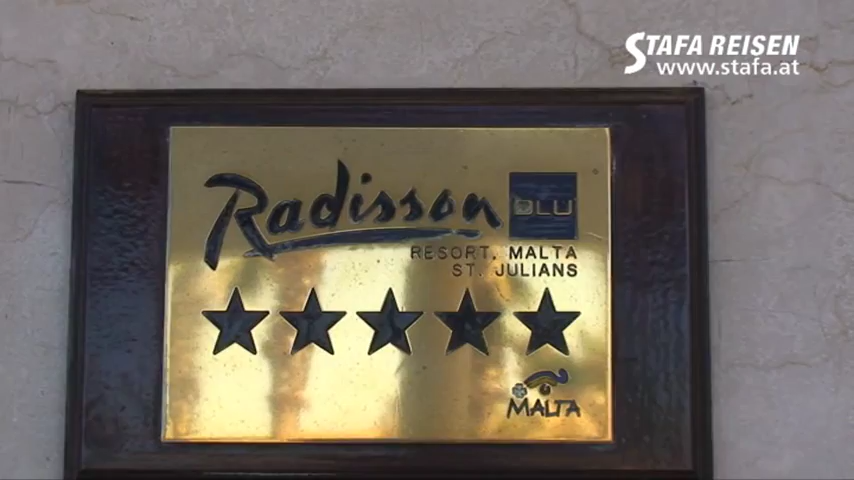 STAFA REISEN
www.stafa.at
Radisson BLU
RESORT, MALTA
ST. JULIANS
MALTA